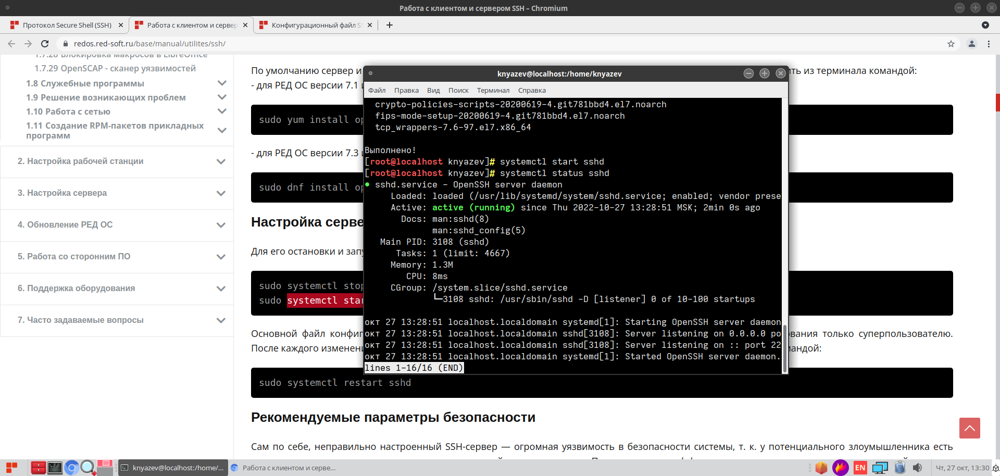 Работа с клиентом и сервером SSH – Chromium
Протокол Secure Shell (SSH)
Работа с клиентом и сервер
Конфигурационный файл SS
redos.red-soft.ru/base/manual/utilites/ssh/
1.7.28 Блокировка макросов в LibreOffice
1.7.29 OpenSCAP - сканер уязвимостей
1.8 Служебные программы
1.9 Решение возникающих проблем
1.10 Работа с сетью
1.11 Создание RPM-пакетов прикладных
программ
2. Настройка рабочей станции
3. Настройка сервера
4. Обновление РЕД ОС
5. Работа со сторонним ПО
6. Поддержка оборудования
7. Часто задаваемые вопросы
По умолчанию сервер и
ить из терминала командой:
- для РЕД ОС версии 7.1 и
sudo yum install op
- для РЕД ОС версии 7.3 и
sudo dnf install op
Настройка серве
Для его остановки и запу
sudo systemctl stop
sudo systemctl star
Основной файл конфиг
вания только суперпользователю.
После каждого изменени
мандой:
sudo systemctl restart sshd
Рекомендуемые параметры безопасности
Сам по себе, неправильно настроенный SSH-сервер — огромная уязвимость в безопасности системы, т. к. у потенциального злоумышленника есть
knyazev@localhost:/home/knyazev
Файл Правка Вид Поиск Терминал Справка
crypto-policies-scripts-20200619-4.git781bbd4.el7.noarch
fips-mode-setup-20200619-4.git781bbd4.el7.noarch
tcp_wrappers-7.6-97.el7.x86_64
Выполнено!
[root@localhost knyazev]# systemctl start sshd
[root@localhost knyazev]# systemctl status sshd
● sshd.service - OpenSSH server daemon
Loaded: loaded (/usr/lib/systemd/system/sshd.service; enabled; vendor prese
Active: active (running) since Thu 2022-10-27 13:28:51 MSK; 2min 0s ago
Docs: man:sshd(8)
man:sshd_config(5)
Main PID: 3108 (sshd)
Tasks: 1 (limit: 4667)
Memory: 1.3M
CPU: 8ms
CGroup: /system.slice/sshd.service
└─3108 sshd: /usr/sbin/sshd -D [listener] 0 of 10-100 startups
окт 27 13:28:51 localhost.localdomain systemd[1]: Starting OpenSSH server daemon
окт 27 13:28:51 localhost.localdomain sshd[3108]: Server listening on 0.0.0.0 po
окт 27 13:28:51 localhost.localdomain sshd[3108]: Server listening on :: port 22
окт 27 13:28:51 localhost.localdomain systemd[1]: Started OpenSSH server daemon.
lines 1-16/16 (END)
knyazev@localhost:/home/...
Работа с клиентом и серве...
EN
Чт, 27 окт, 13:30